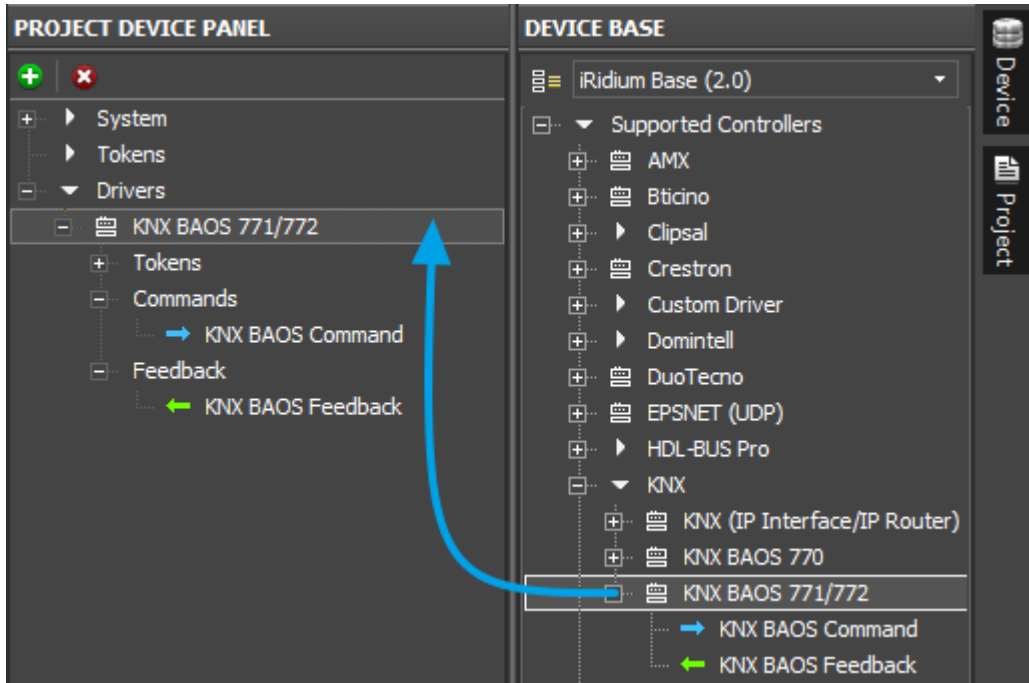 PROJECT DEVICE PANEL
System
Tokens
Drivers
KNX BAOS 771/772
Tokens
Commands
KNX BAOS Command
Feedback
KNX BAOS Feedback
DEVICE BASE
iRidium Base (2.0)
Supported Controllers
AMX
Bticino
Clipsal
Crestron
Custom Driver
Domintell
DuoTecno
EPSNET (UDP)
HDL-BUS Pro
KNX
KNX (IP Interface/IP Router)
KNX BAOS 770
KNX BAOS 771/772
KNX BAOS Command
KNX BAOS Feedback
Device
Project